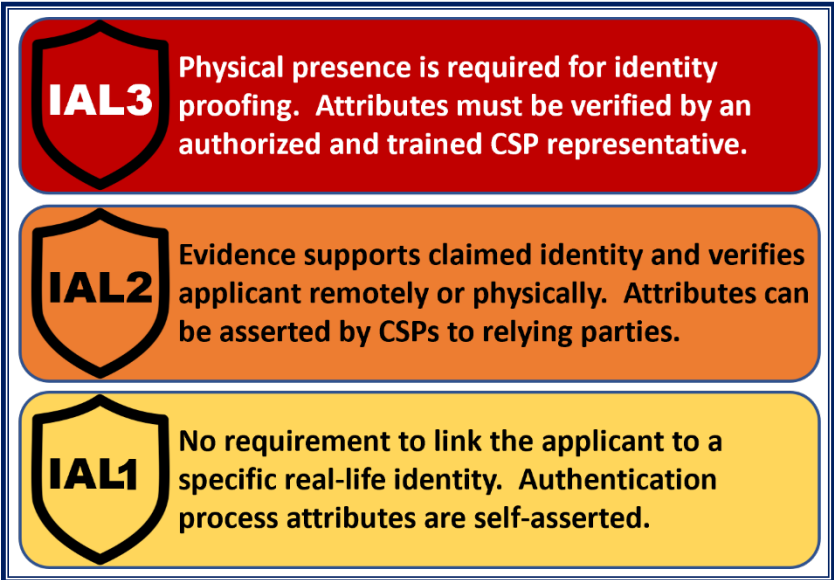 IAL3
Physical presence is required for identity
proofing.  Attributes must be verified by an
authorized and trained CSP representative.
IAL2
Evidence supports claimed identity and verifies
applicant remotely or physically.  Attributes can
be asserted by CSPs to relying parties.
IAL1
No requirement to link the applicant to a
specific real-life identity.  Authentication
process attributes are self-asserted.